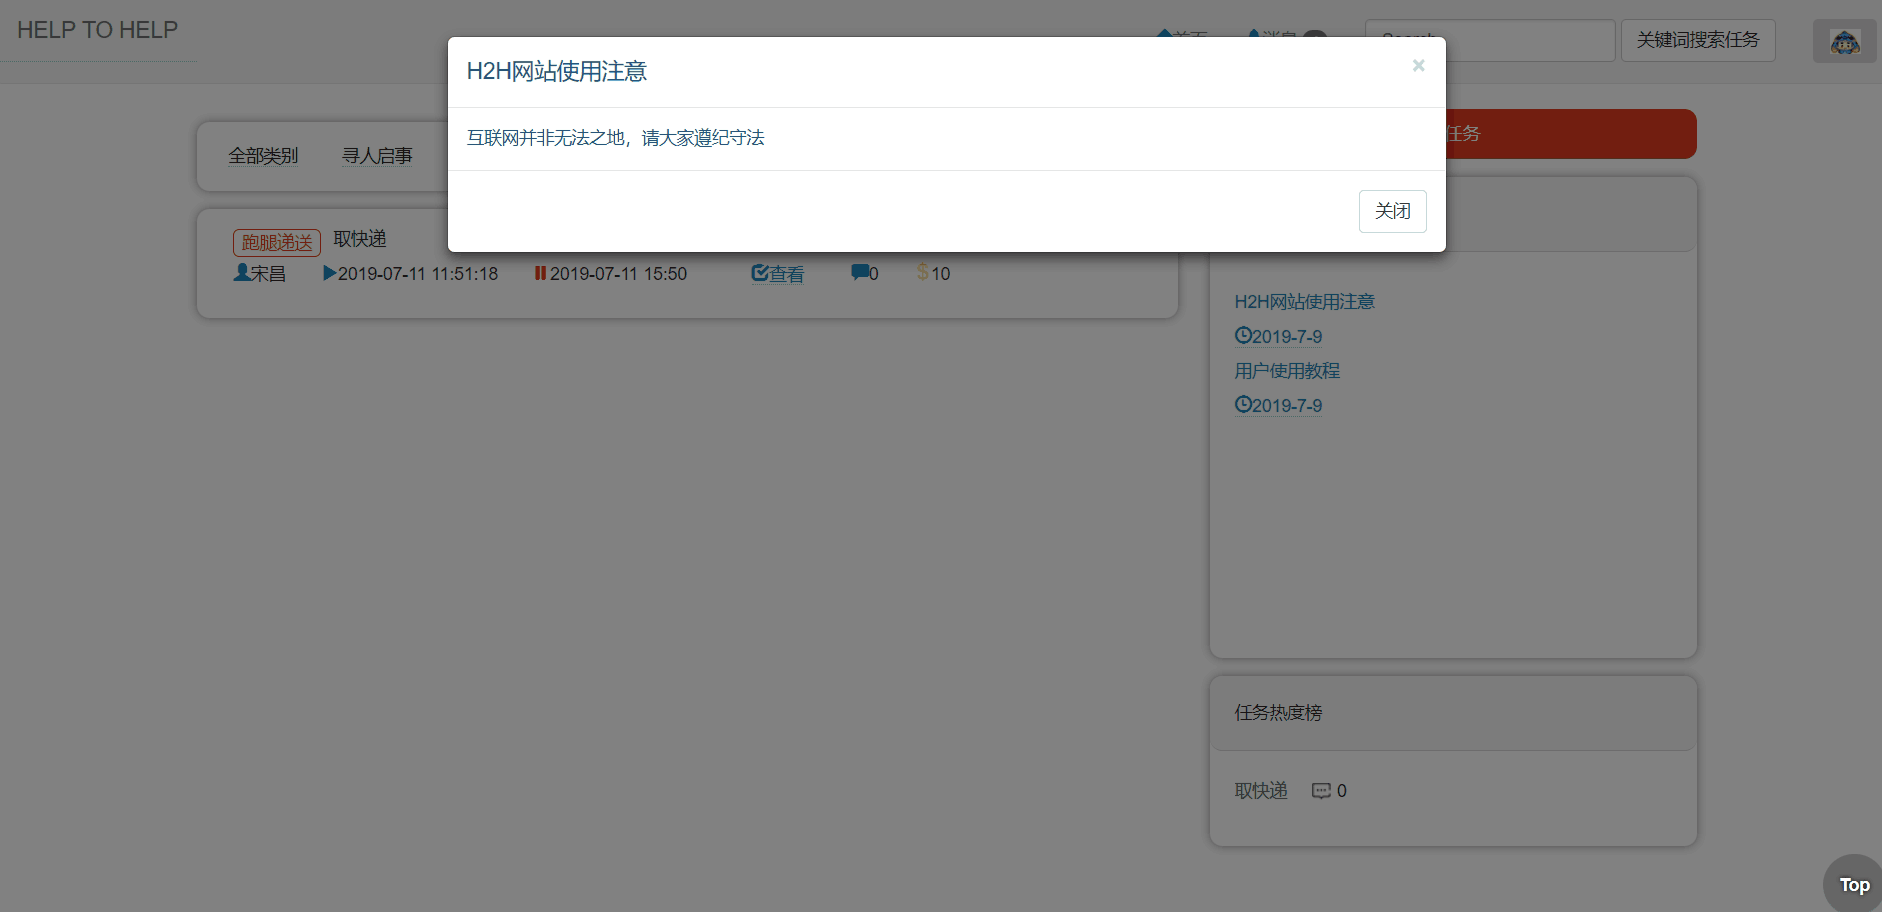 HELP TO HELP
关键词搜索任务
H2H网站使用注意
×
互联网并非无法之地，请大家遵纪守法
关闭
任务
全部类别 寻人启事
跑腿递送 取快递
宋昌 2019-07-11 11:51:18 2019-07-11 15:50 查看 0 $10
H2H网站使用注意
2019-7-9
用户使用教程
2019-7-9
任务热度榜
取快递 0
Top